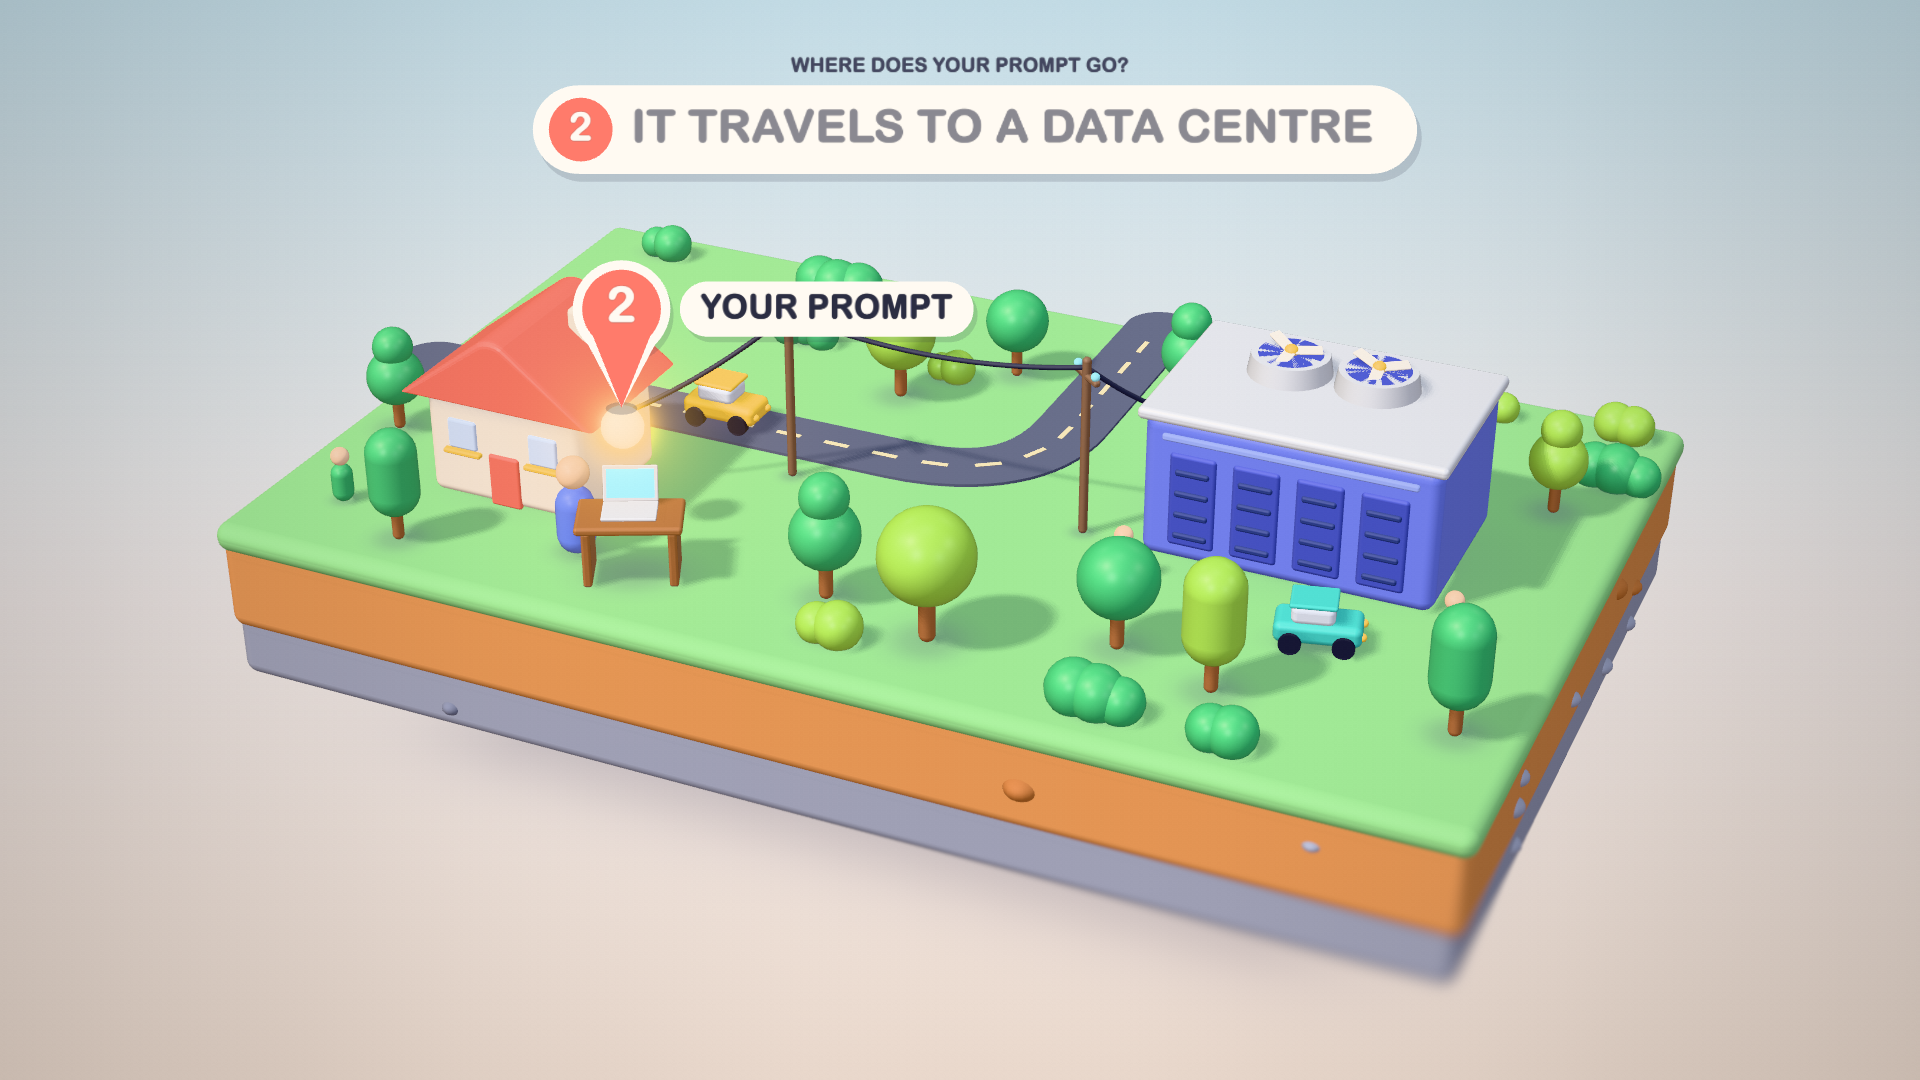 WHERE DOES YOUR PROMPT GO?
2 IT TRAVELS TO A DATA CENTRE
2 YOUR PROMPT